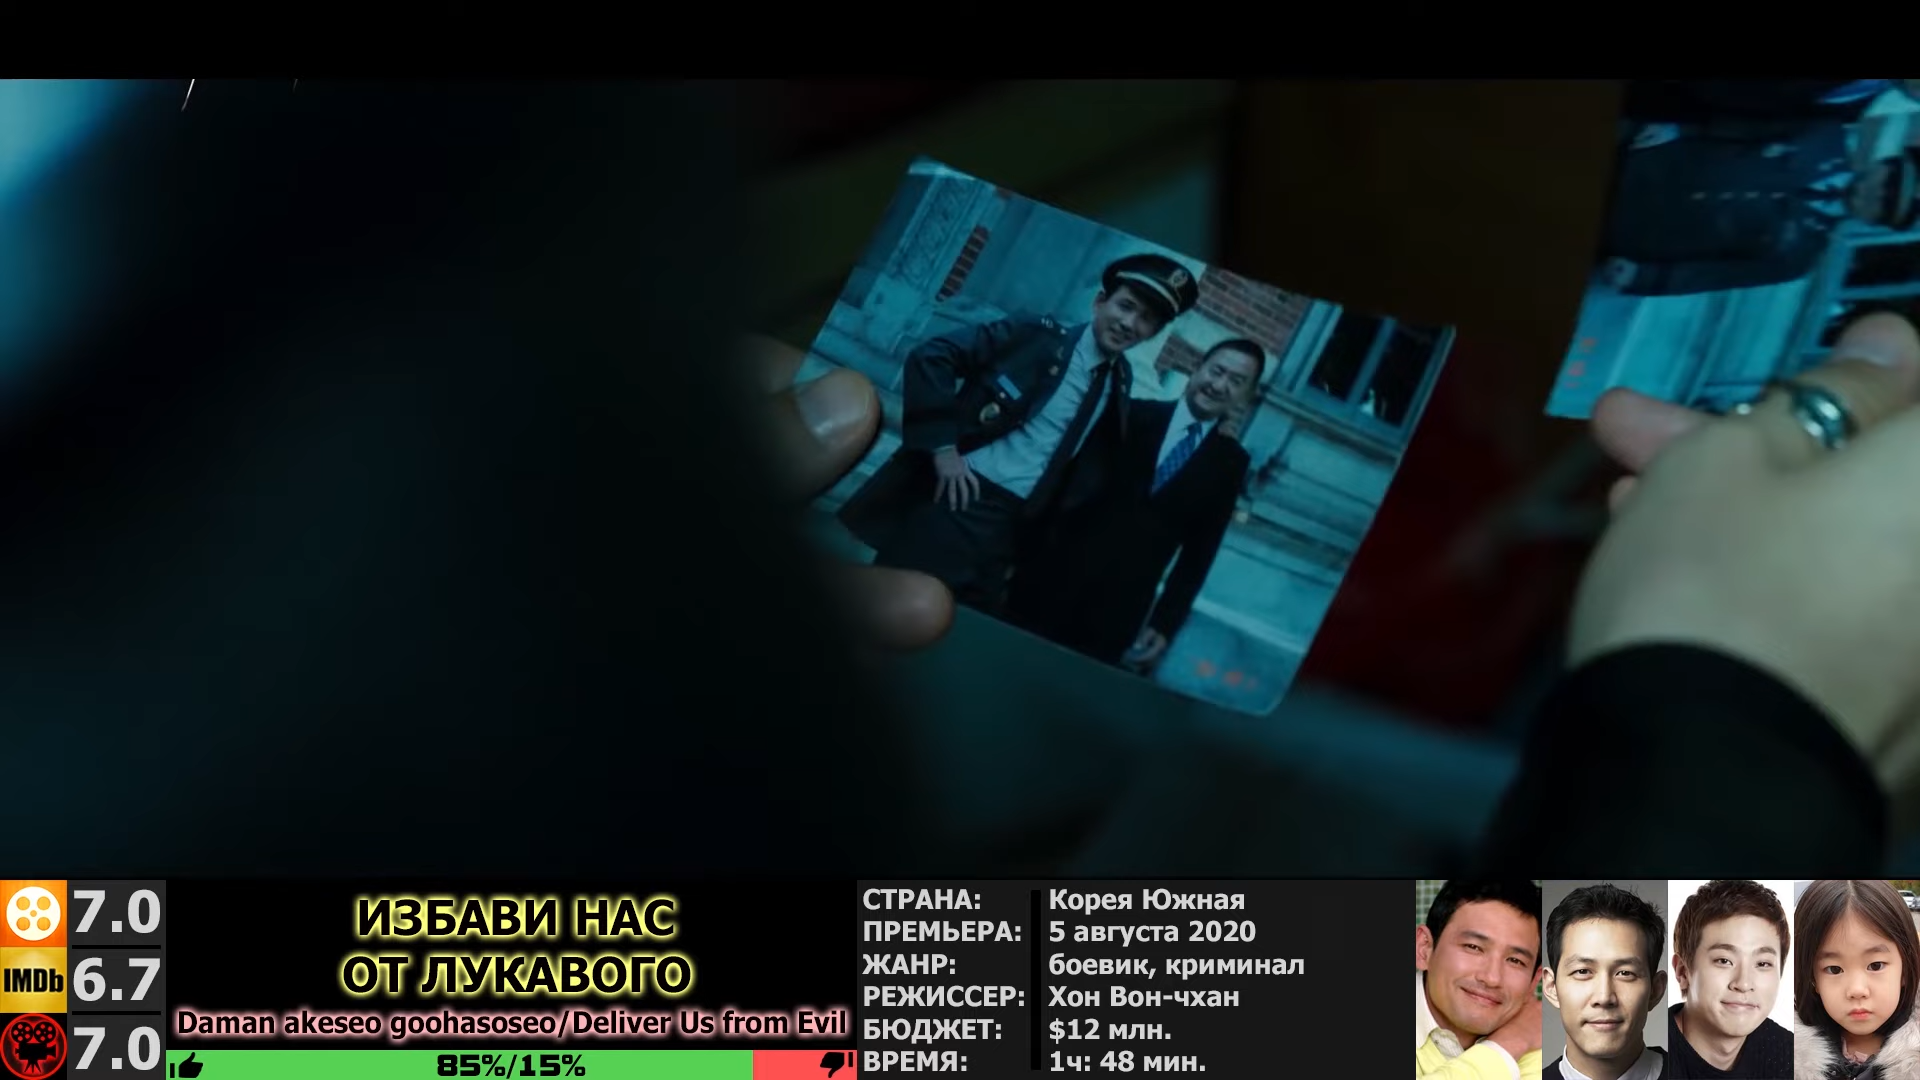 7.0
IMDb 6.7
7.0
ИЗБАВИ НАС
ОТ ЛУКАВОГО
Daman akeseo goohasoseo/Deliver Us from Evil
85%/15%
СТРАНА: Корея Южная
ПРЕМЬЕРА: 5 августа 2020
ЖАНР: боевик, криминал
РЕЖИССЕР: Хон Вон-чхан
БЮДЖЕТ: $12 млн.
ВРЕМЯ: 1ч: 48 мин.